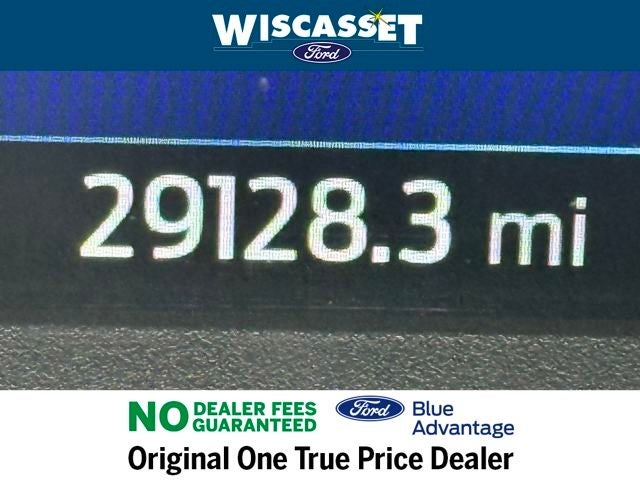 WISCASSET
Ford
29128.3 mi
NO DEALER FEES GUARANTEED
Ford Blue Advantage
Original One True Price Dealer